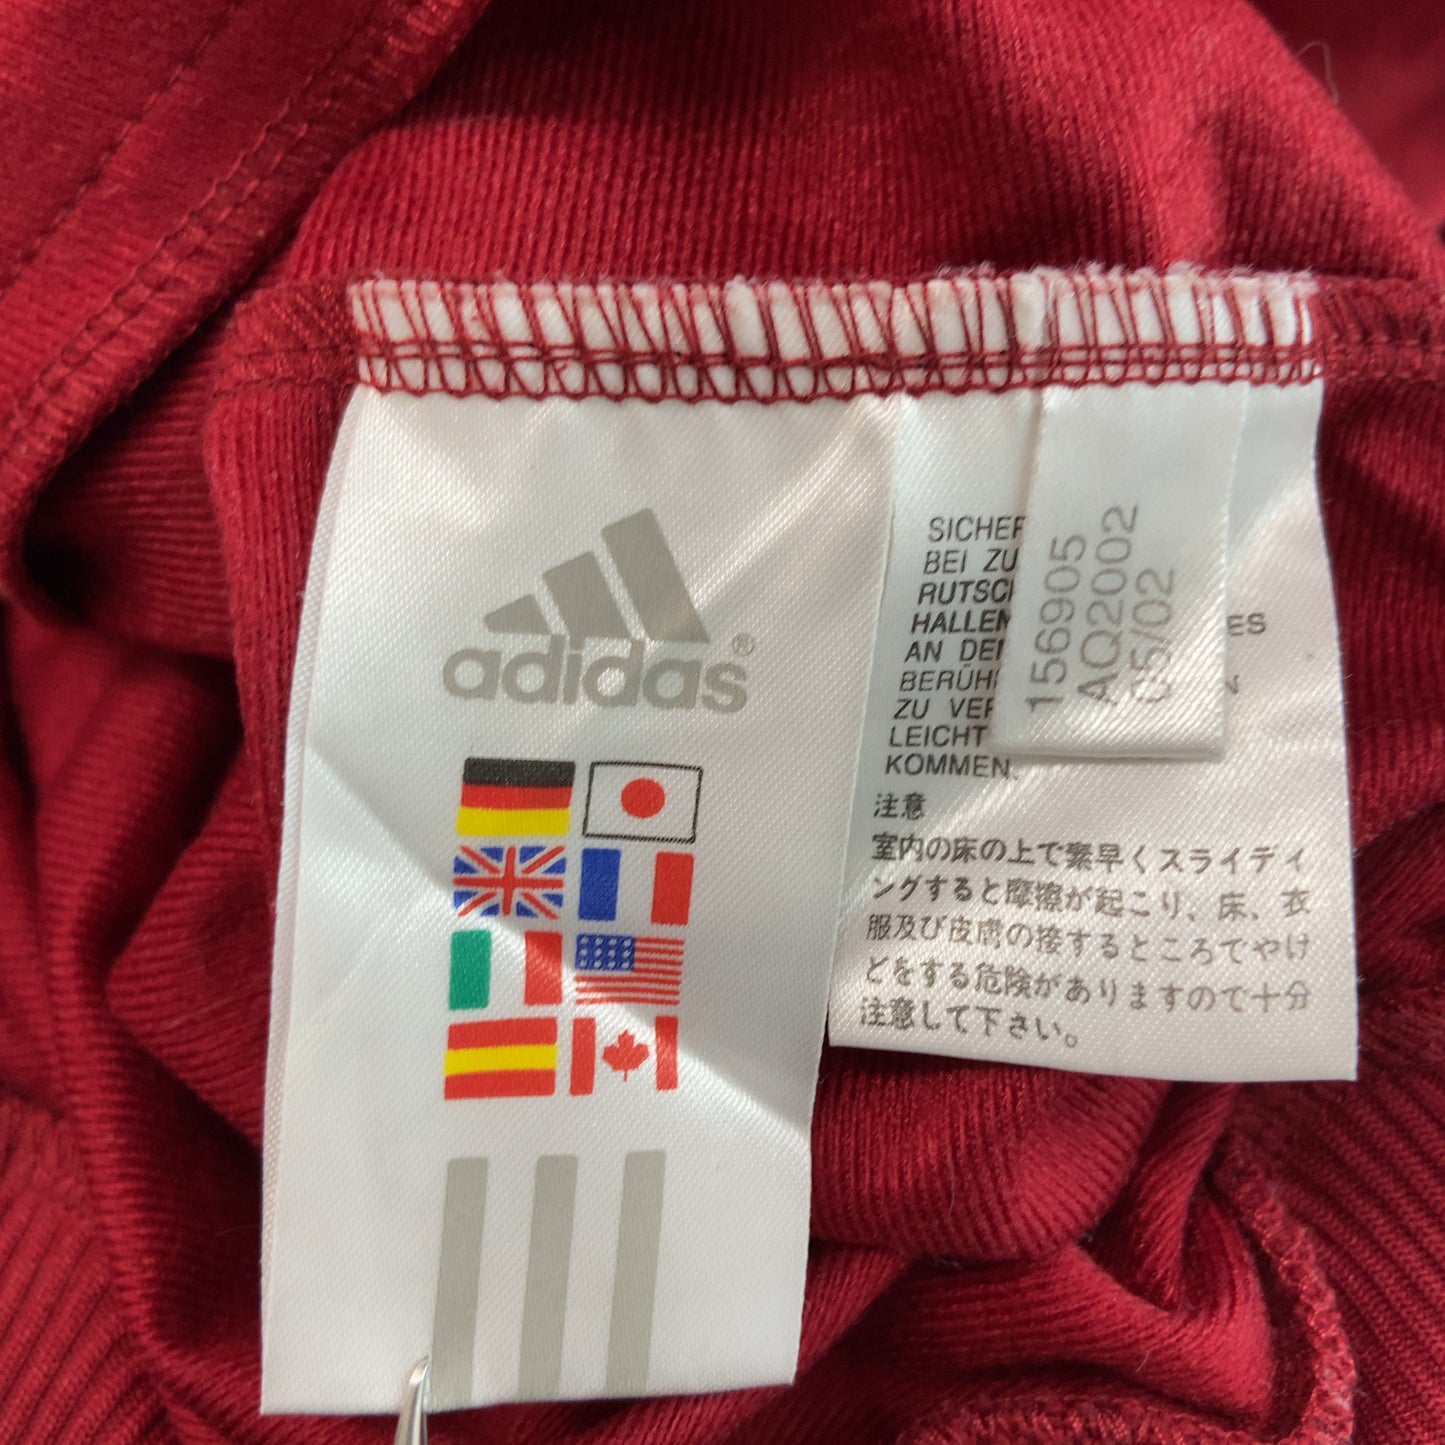 adidas®
SICHER
BEI ZU
RUTSC
HALLEN
ES
AN DE
BERÜH
N
ZU VER
LEICHT
KOMMEN.
156905
AQ2002
05/02
注意
室内の床の上で素早くスライディ
ングすると摩擦が起こり、床、衣
服及び皮膚の接するところでやけ
どをする危険がありますので十分
注意して下さい。